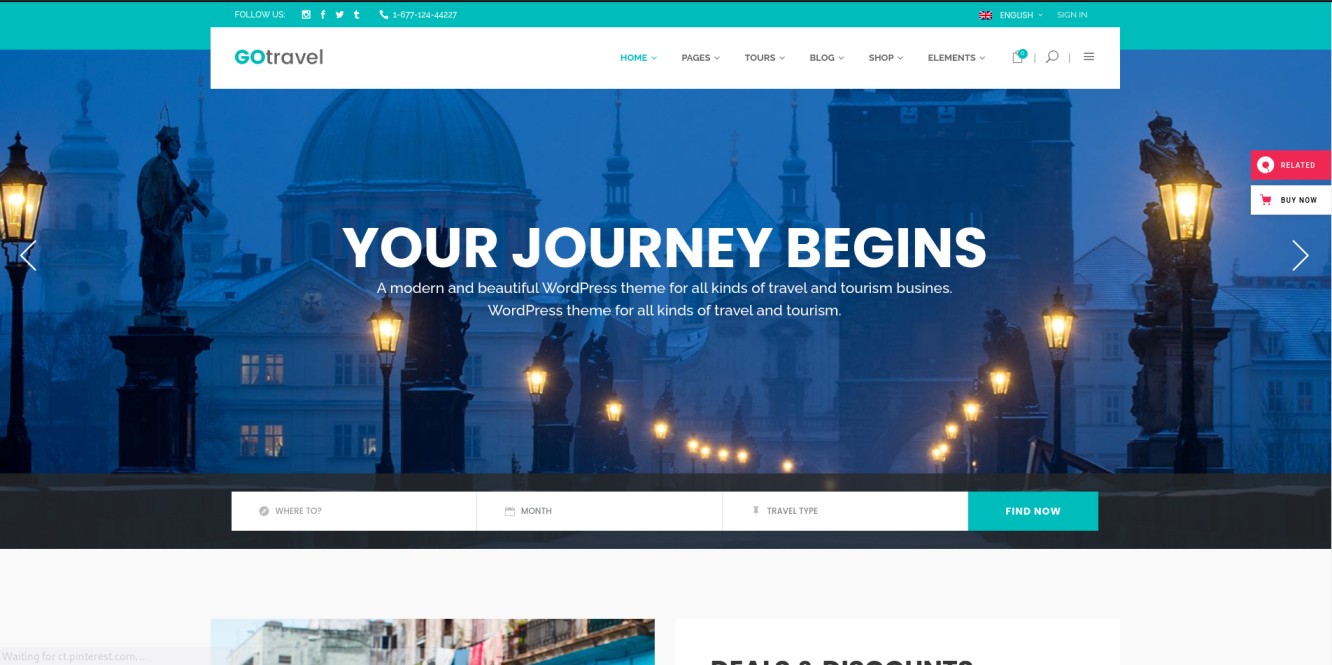 FOLLOW US:
1-677-124-44227
ENGLISH
SIGN IN
GOtravel
HOME
PAGES
TOURS
BLOG
SHOP
ELEMENTS
0
RELATED
BUY NOW
YOUR JOURNEY BEGINS
A modern and beautiful WordPress theme for all kinds of travel and tourism busines.
WordPress theme for all kinds of travel and tourism.
WHERE TO?
MONTH
TRAVEL TYPE
FIND NOW
Waiting for ct.pinterest.com...
DEALS & DISCOUNTS